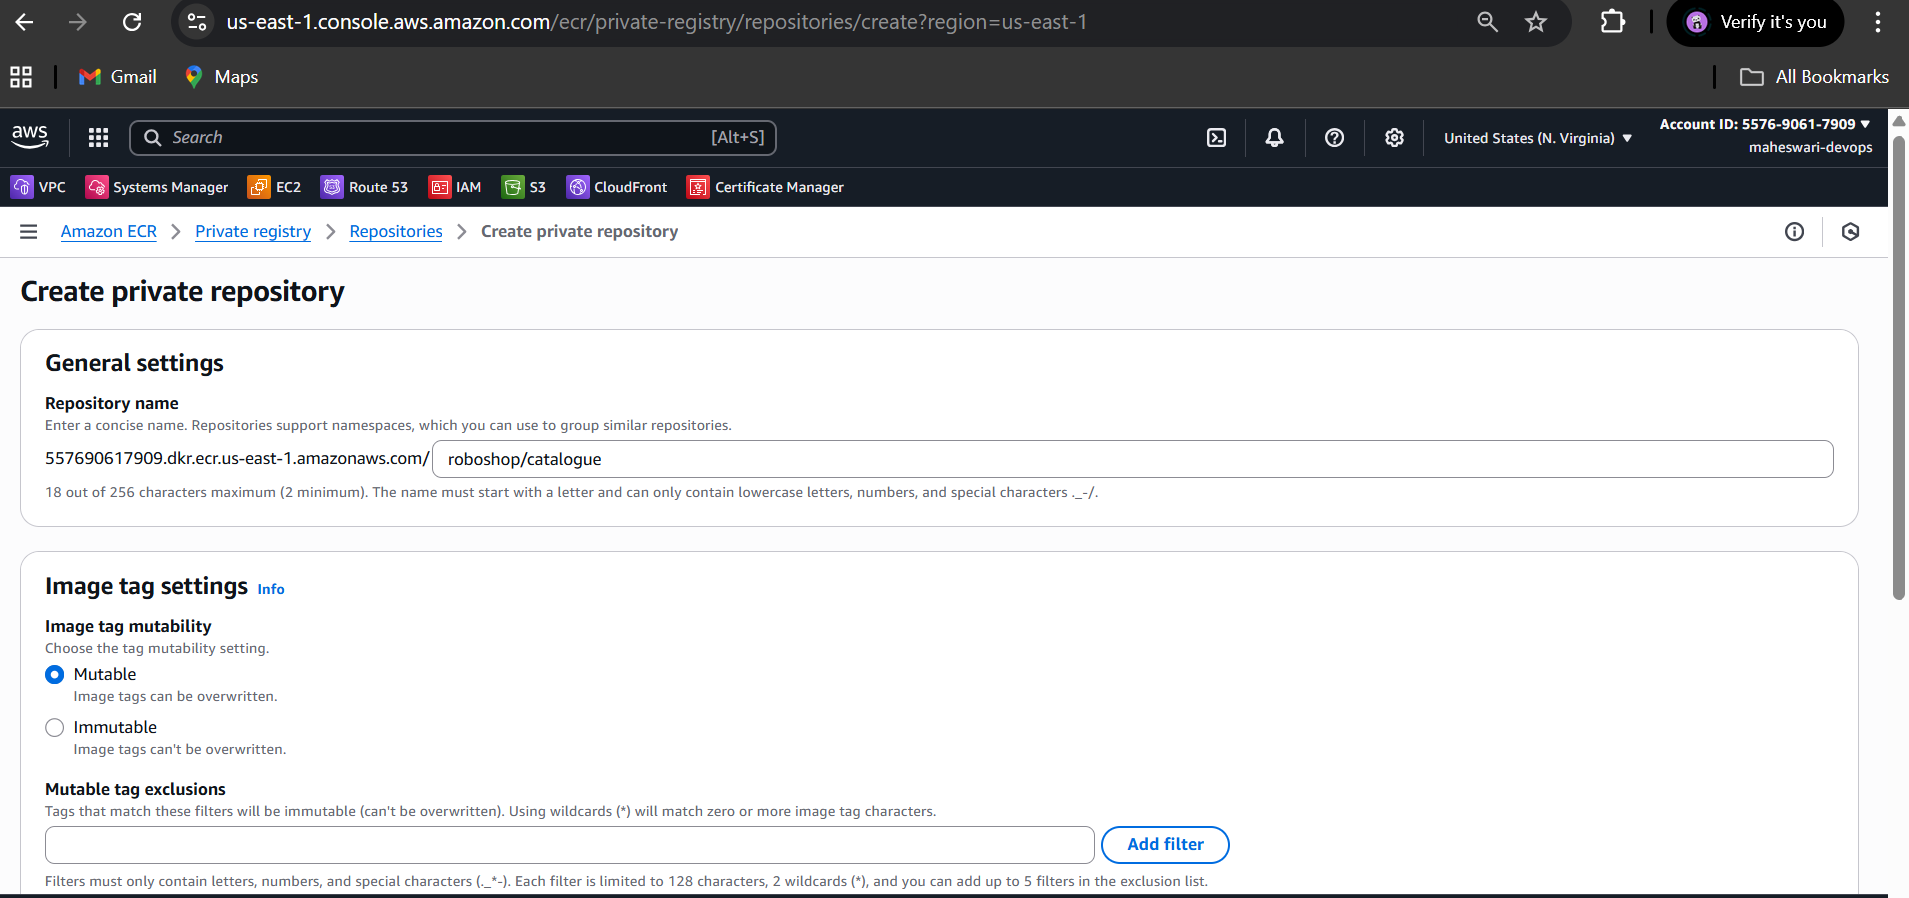 us-east-1.console.aws.amazon.com/ecr/private-registry/repositories/create?region=us-east-1
Verify it's you
Gmail
Maps
All Bookmarks
aws
Search
[Alt+S]
United States (N. Virginia) ▼
Account ID: 5576-9061-7909 ▼
maheswari-devops
VPC
Systems Manager
EC2
Route 53
IAM
S3
CloudFront
Certificate Manager
Amazon ECR
Private registry
Repositories
Create private repository
Create private repository
General settings
Repository name
Enter a concise name. Repositories support namespaces, which you can use to group similar repositories.
557690617909.dkr.ecr.us-east-1.amazonaws.com/
roboshop/catalogue
18 out of 256 characters maximum (2 minimum). The name must start with a letter and can only contain lowercase letters, numbers, and special characters ._-/.
Image tag settings Info
Image tag mutability
Choose the tag mutability setting.
Mutable
Image tags can be overwritten.
Immutable
Image tags can't be overwritten.
Mutable tag exclusions
Tags that match these filters will be immutable (can't be overwritten). Using wildcards (*) will match zero or more image tag characters.
Add filter
Filters must only contain letters, numbers, and special characters (._*-). Each filter is limited to 128 characters, 2 wildcards (*), and you can add up to 5 filters in the exclusion list.